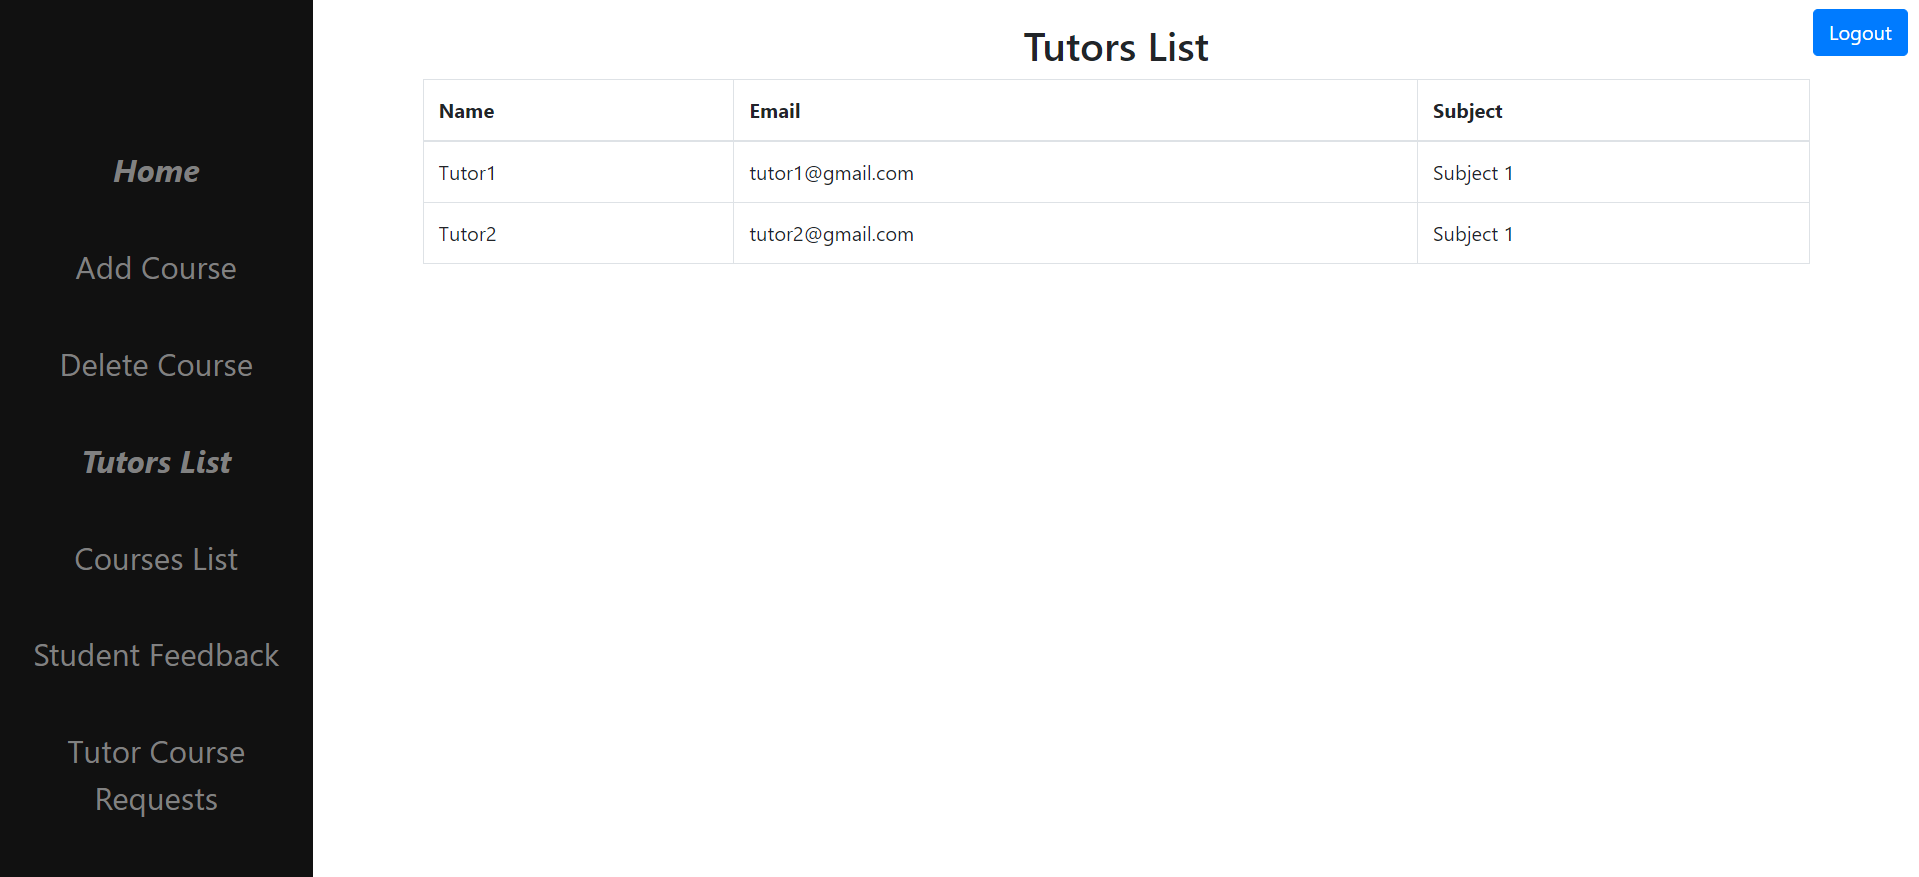 Home
Add Course
Delete Course
Tutors List
Courses List
Student Feedback
Tutor Course
Requests
Logout
Tutors List
Name Email Subject
Tutor1 tutor1@gmail.com Subject 1
Tutor2 tutor2@gmail.com Subject 1